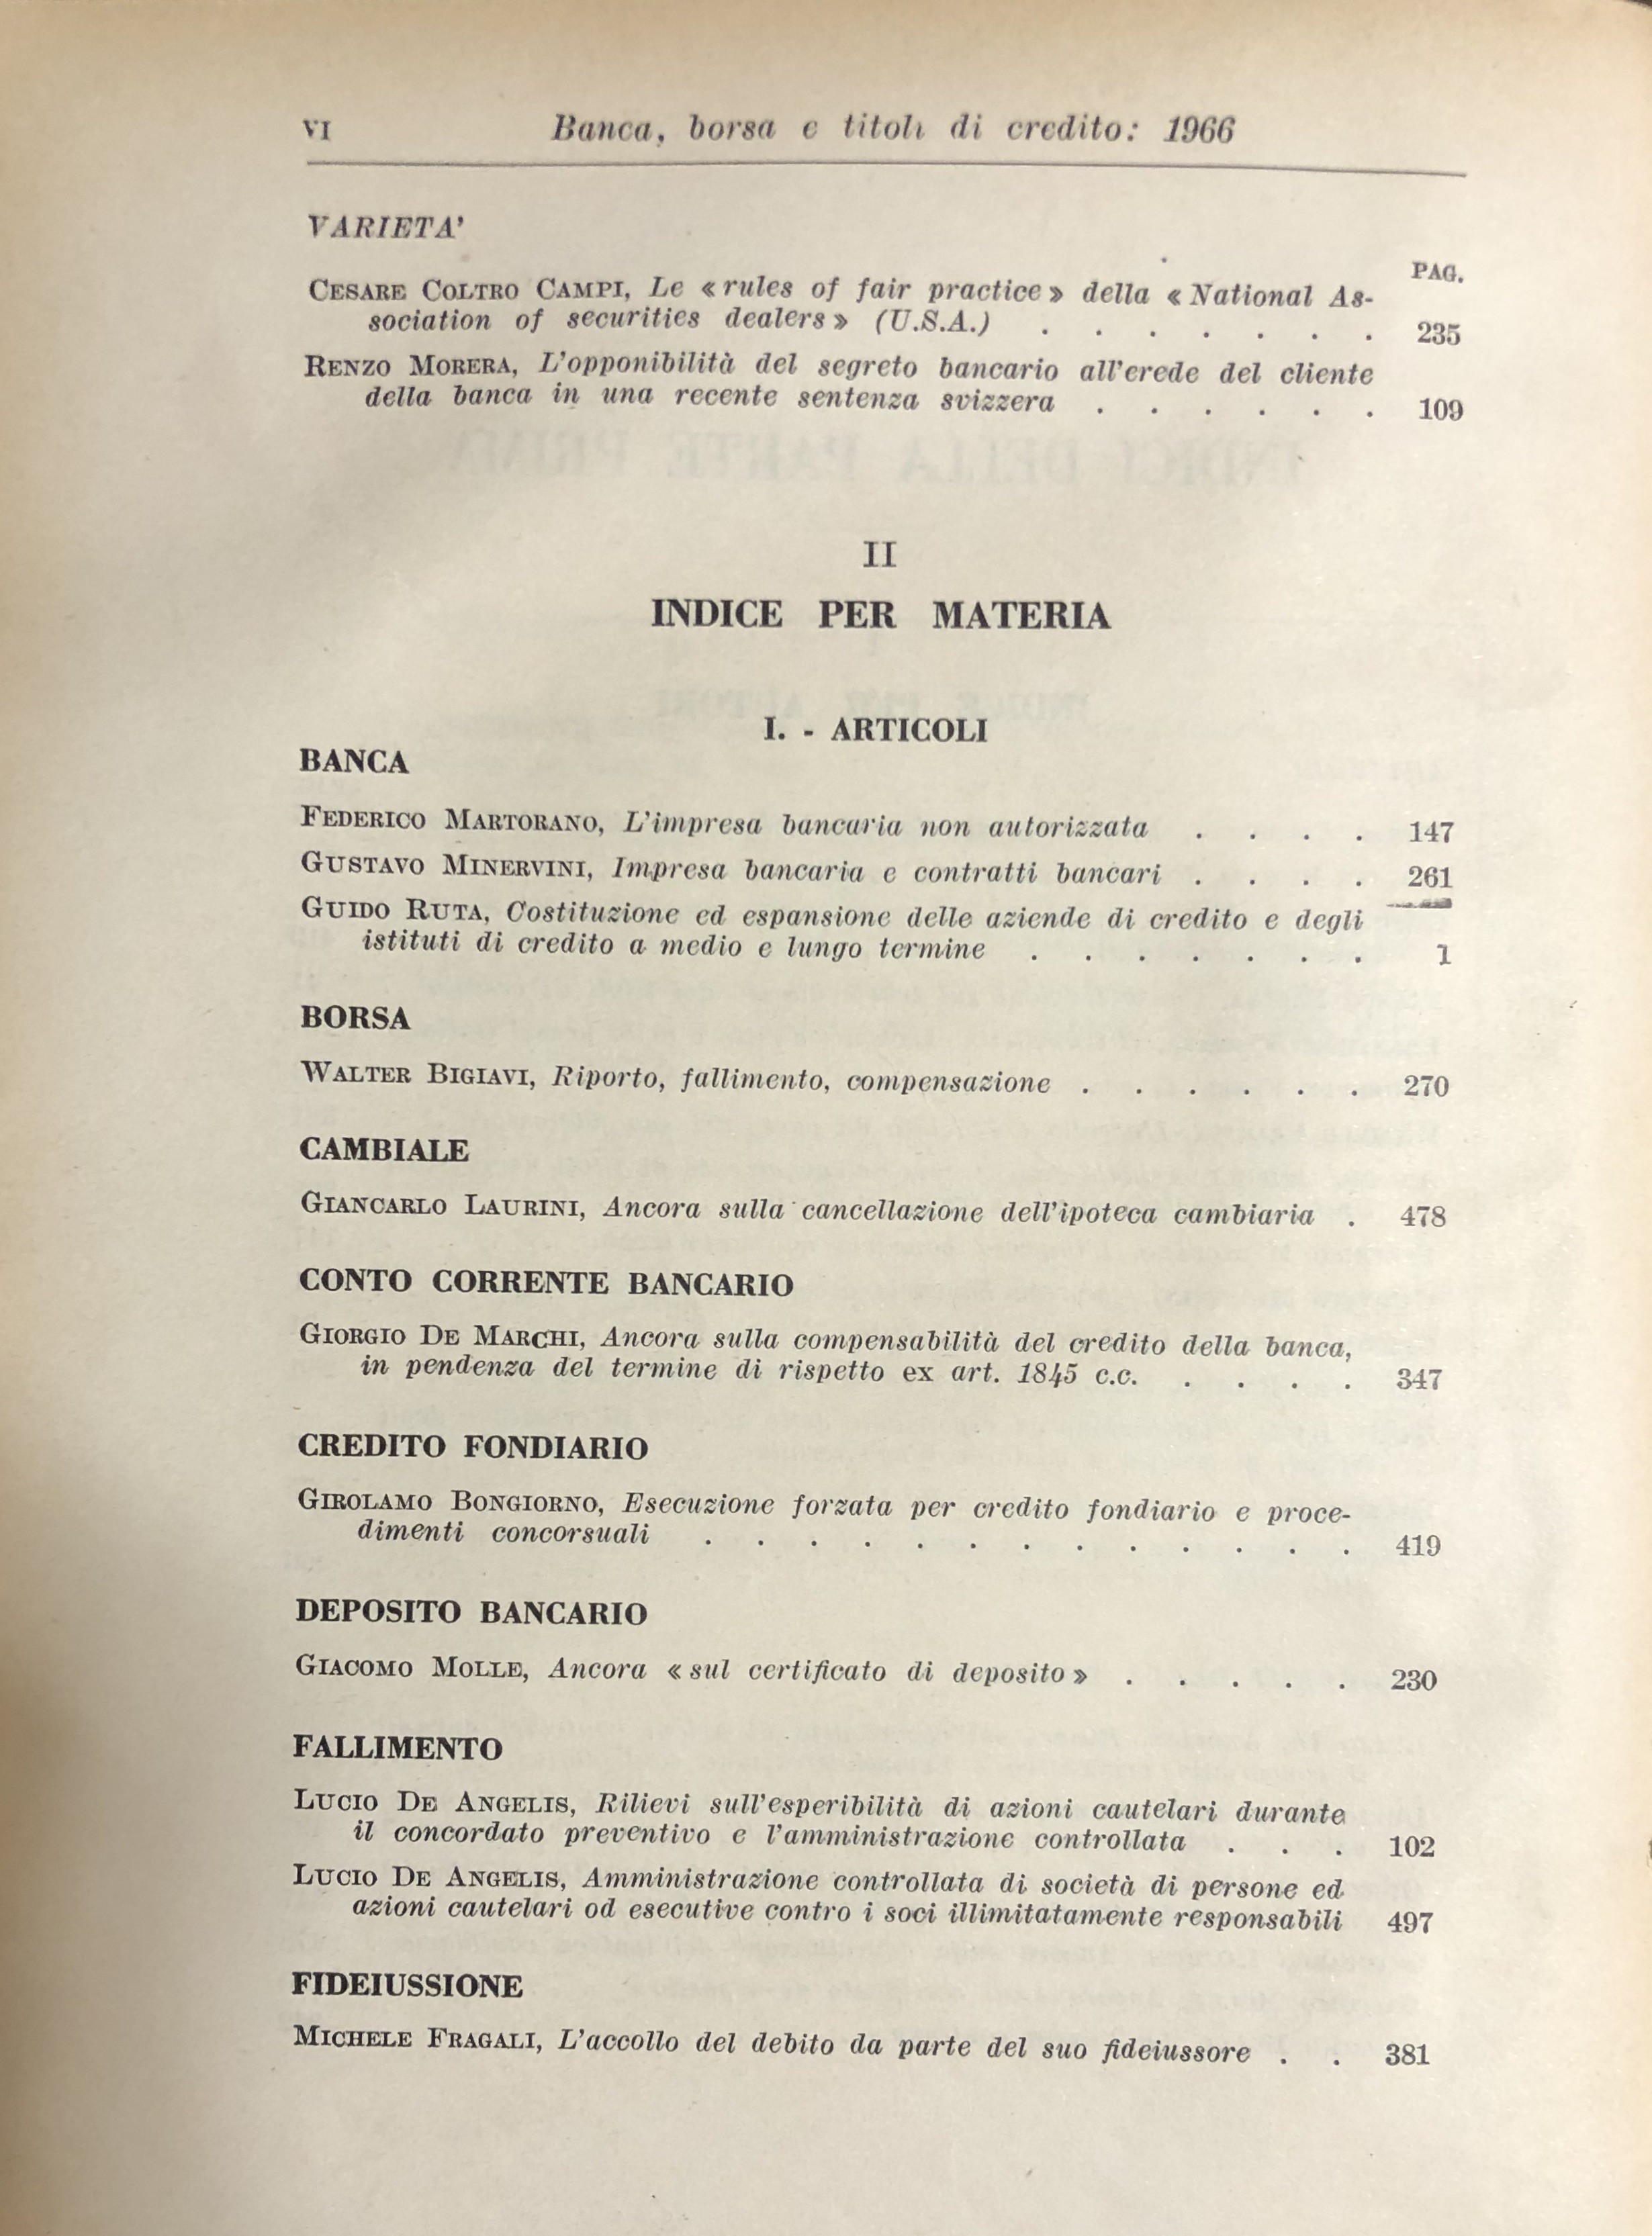 VI Banca, borsa e titoli di credito: 1966
VARIETA'
PAG.
CESARE COLTRO CAMPI, Le « rules of fair practice » della « National As-
sociation of securities dealers » (U.S.A.) . . . . . . . 235
RENZO MORERA, L'opponibilità del segreto bancario all'erede del cliente
della banca in una recente sentenza svizzera . . . . . . 109
II
INDICE PER MATERIA
I. - ARTICOLI
BANCA
FEDERICO MARTORANO, L'impresa bancaria non autorizzata . . . . 147
GUSTAVO MINERVINI, Impresa bancaria e contratti bancari . . . . 261
GUIDO RUTA, Costituzione ed espansione delle aziende di credito e degli
istituti di credito a medio e lungo termine . . . . . . . 1
BORSA
WALTER BIGIAVI, Riporto, fallimento, compensazione . . . . . . 270
CAMBIALE
GIANCARLO LAURINI, Ancora sulla cancellazione dell'ipoteca cambiaria . 478
CONTO CORRENTE BANCARIO
GIORGIO DE MARCHI, Ancora sulla compensabilità del credito della banca,
in pendenza del termine di rispetto ex art. 1845 c.c. . . . . 347
CREDITO FONDIARIO
GIROLAMO BONGIORNO, Esecuzione forzata per credito fondiario e proce-
dimenti concorsuali . . . . . . . . . . . . . 419
DEPOSITO BANCARIO
GIACOMO MOLLE, Ancora « sul certificato di deposito » . . . . . 230
FALLIMENTO
LUCIO DE ANGELIS, Rilievi sull'esperibilità di azioni cautelari durante
il concordato preventivo e l'amministrazione controllata . . . 102
LUCIO DE ANGELIS, Amministrazione controllata di società di persone ed
azioni cautelari od esecutive contro i soci illimitatamente responsabili 497
FIDEIUSSIONE
MICHELE FRAGALI, L'accollo del debito da parte del suo fideiussore . . 381